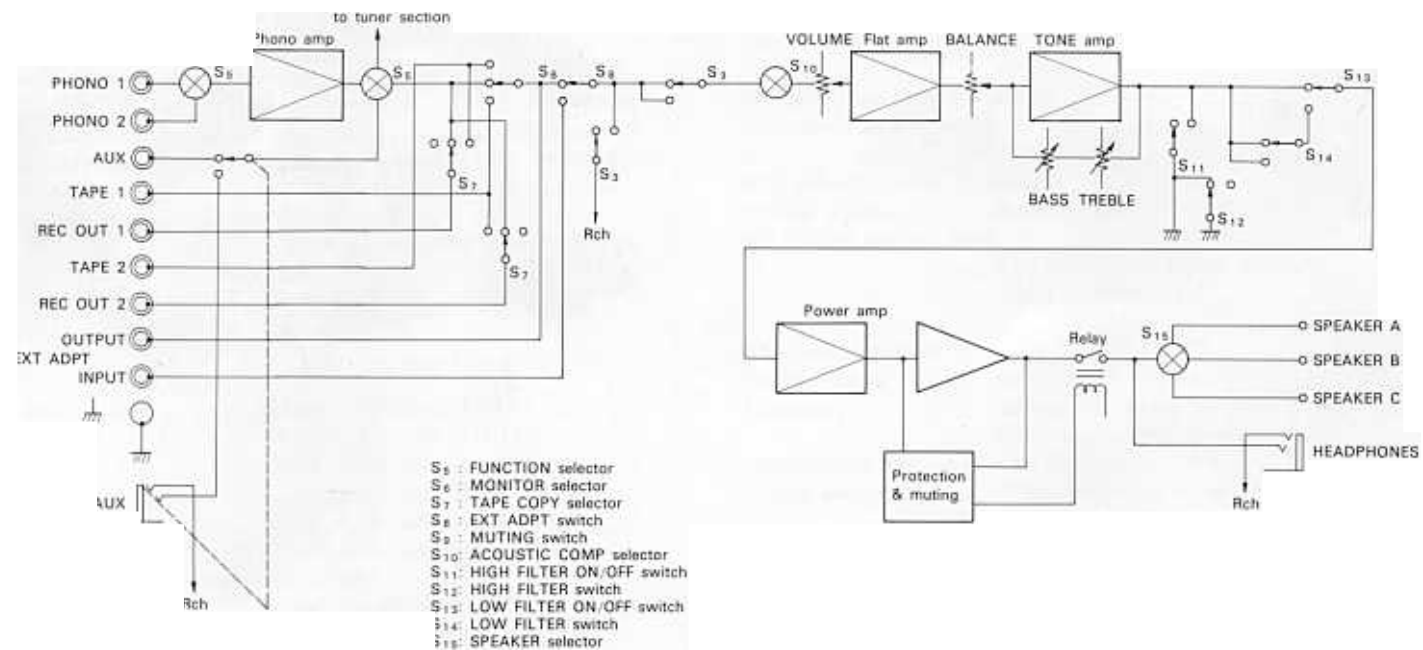 to tuner section
Phono amp
VOLUME Flat amp BALANCE TONE amp
PHONO 1
S5
S5
S6
S8
S3
S10
S13
PHONO 2
AUX
S14
TAPE 1
S7
S3
S11
BASS TREBLE
S12
REC OUT 1
Rch
TAPE 2
S7
REC OUT 2
OUTPUT
EXT ADPT
INPUT
Power amp
Relay
S15
SPEAKER A
SPEAKER B
SPEAKER C
HEADPHONES
Protection
& muting
Rch
AUX
Rch
S5 : FUNCTION selector
S6 : MONITOR selector
S7 : TAPE COPY selector
S8 : EXT ADPT switch
S9 : MUTING switch
S10: ACOUSTIC COMP selector
S11: HIGH FILTER ON/OFF switch
S12: HIGH FILTER switch
S13: LOW FILTER ON/OFF switch
S14: LOW FILTER switch
S15: SPEAKER selector